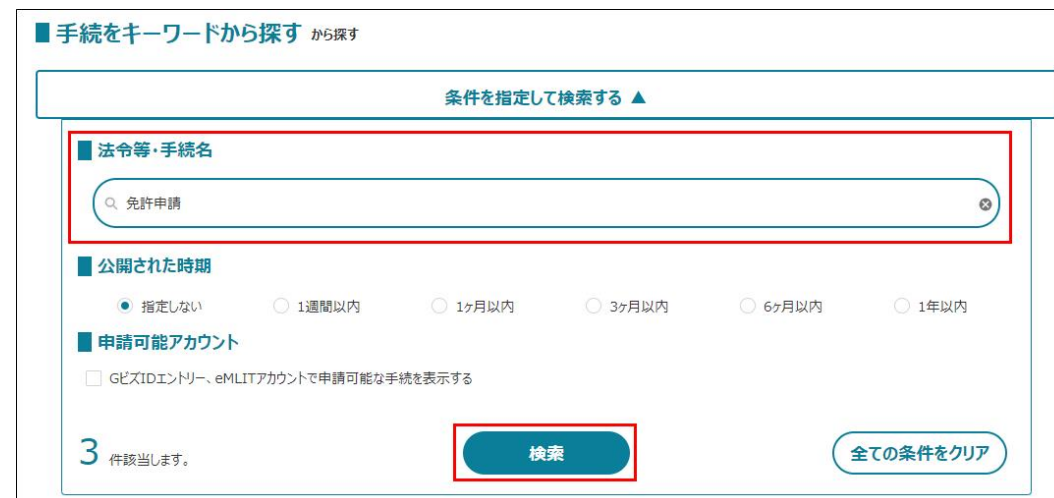 手続をキーワードから探す から探す
条件を指定して検索する ▲
法令等・手続名
免許申請
公開された時期
指定しない 1週間以内 1ヶ月以内 3ヶ月以内 6ヶ月以内 1年以内
申請可能アカウント
GビズIDエントリー、eMLITアカウントで申請可能な手続を表示する
3 件該当します。 検索 全ての条件をクリア